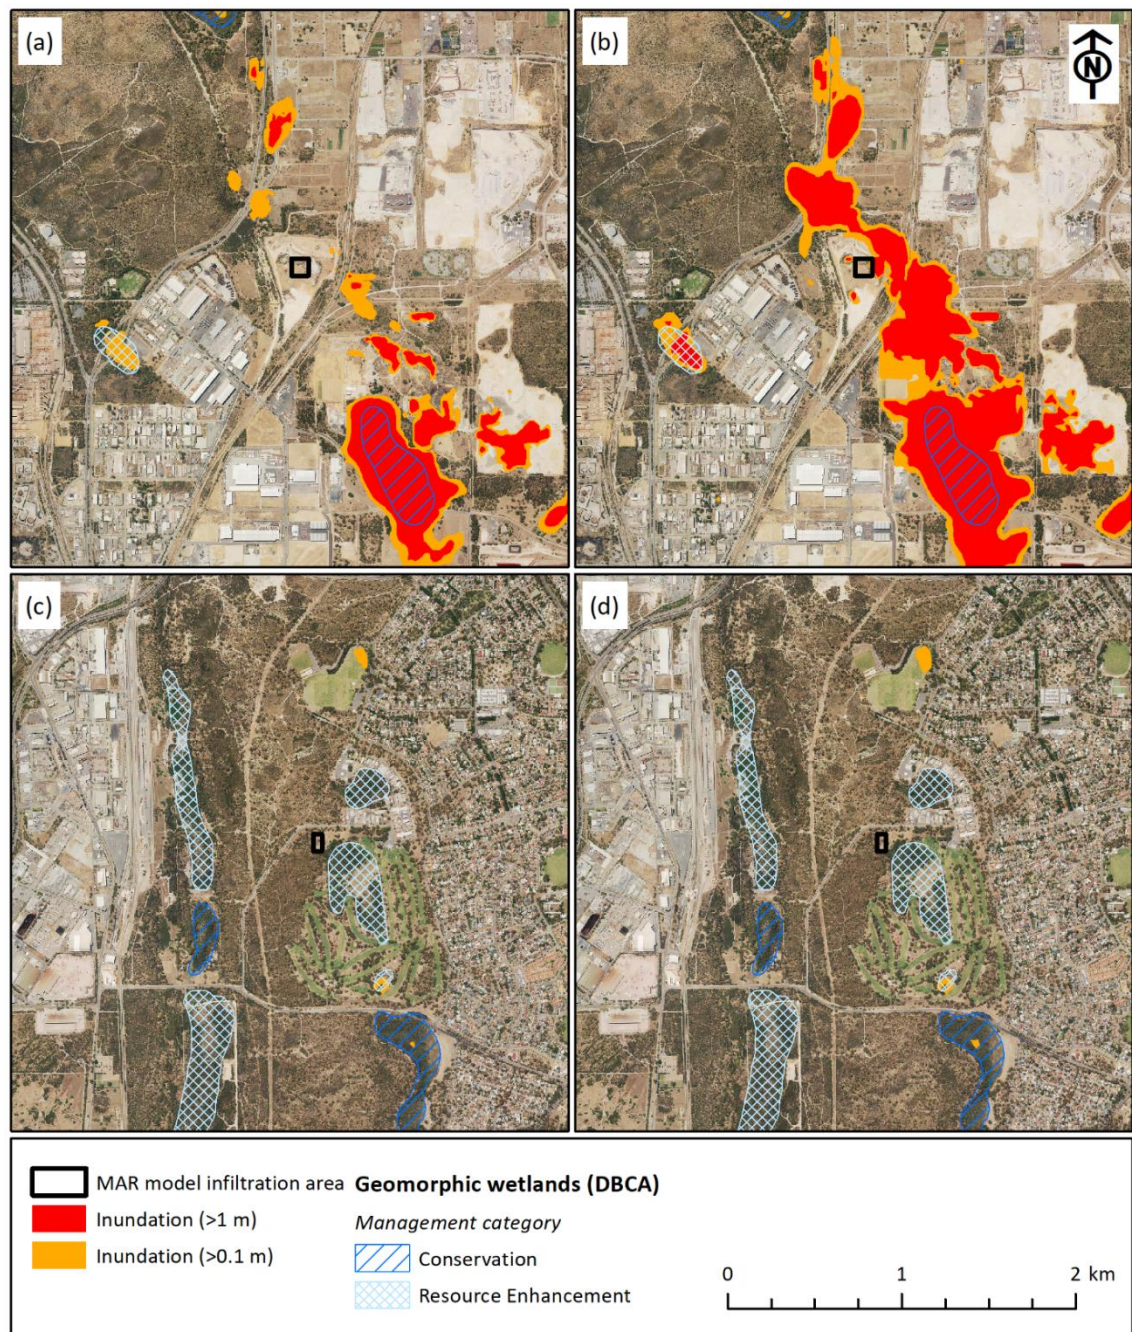 (a)
(b)
N
(c)
(d)
MAR model infiltration area
Inundation (>1 m)
Inundation (>0.1 m)
Geomorphic wetlands (DBCA)
Management category
Conservation
Resource Enhancement
0 1 2 km